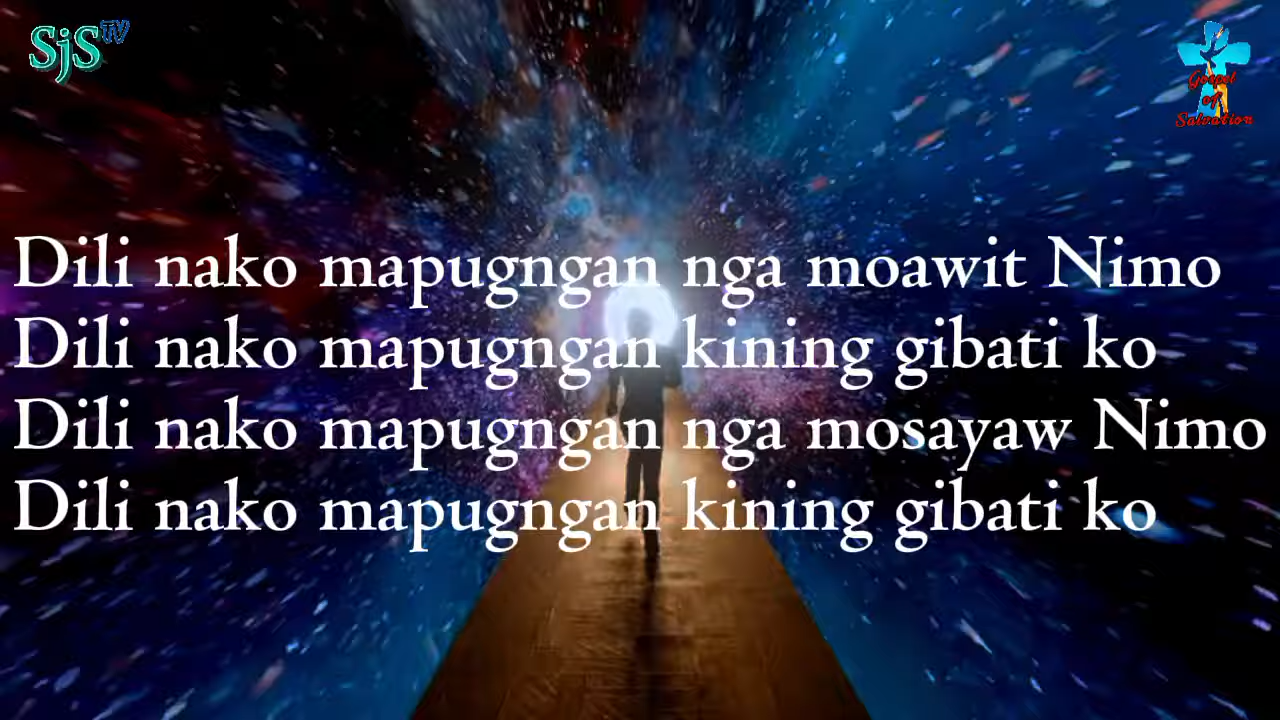 SjS TV
Gospel
of
Salvation
Dili nako mapugngan nga moawit Nimo
Dili nako mapugngan kining gibati ko
Dili nako mapugngan nga mosayaw Nimo
Dili nako mapugngan kining gibati ko